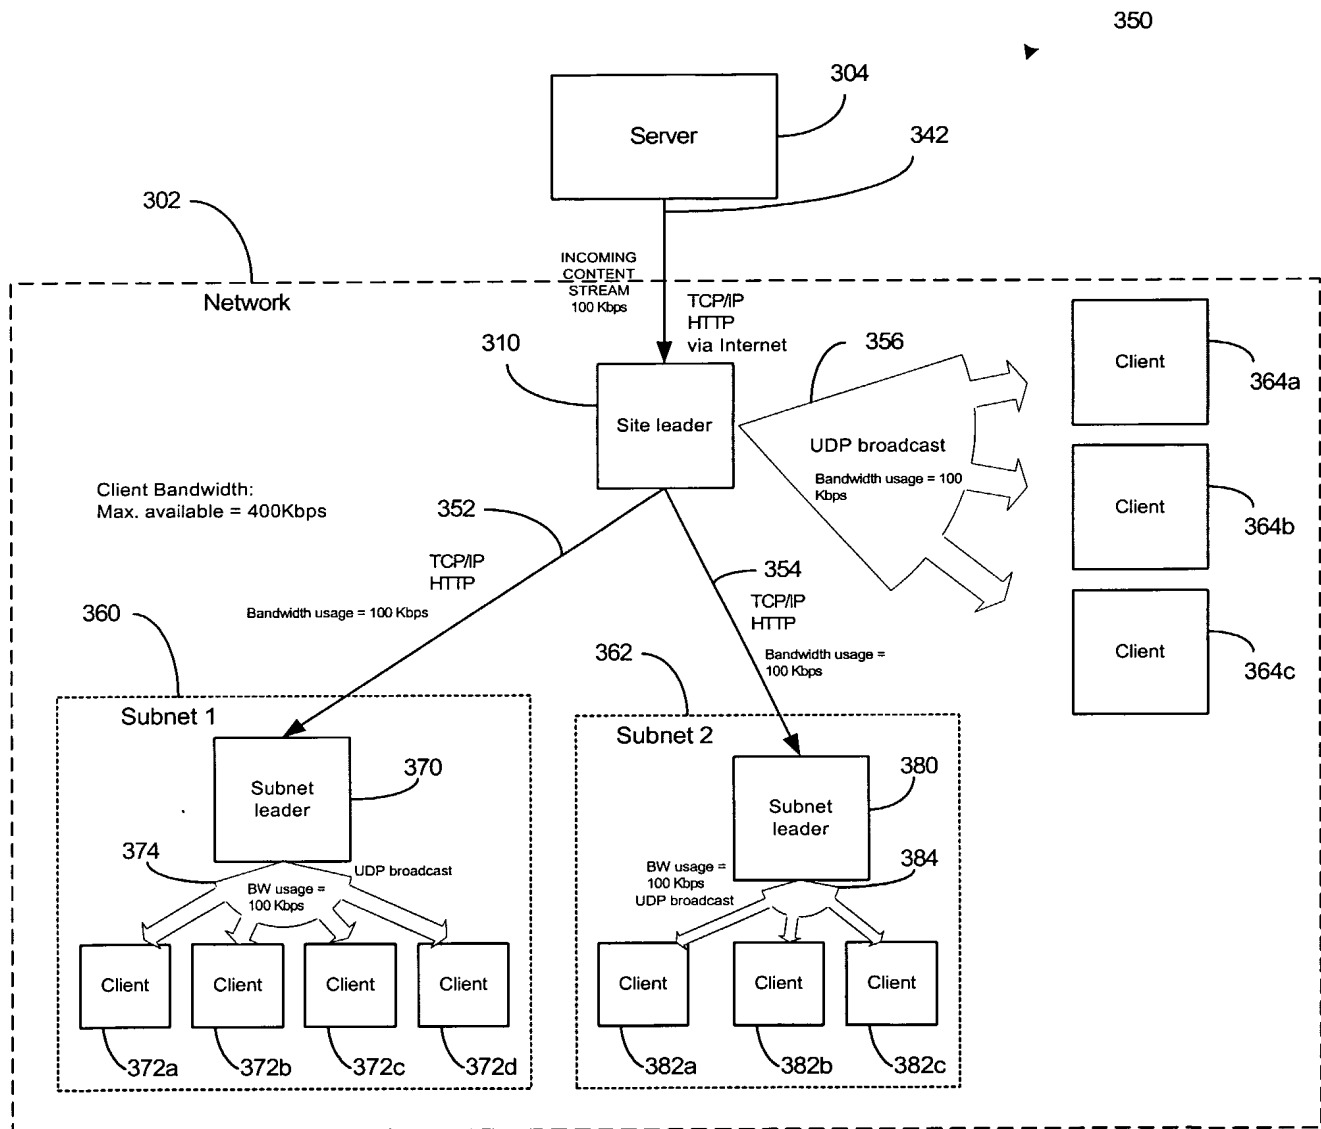 350
304
Server
342
302
INCOMING
CONTENT
STREAM
100 Kbps
Network
TCP/IP
HTTP
via Internet
310
356
Client
364a
Site leader
UDP broadcast
Bandwidth usage = 100
Kbps
Client Bandwidth:
Max. available = 400Kbps
352
Client
364b
TCP/IP
HTTP
354
TCP/IP
HTTP
360
Bandwidth usage = 100 Kbps
362
Bandwidth usage =
100 Kbps
Client
364c
Subnet 1
Subnet 2
370
Subnet
leader
380
Subnet
leader
374
UDP broadcast
BW usage =
100 Kbps
BW usage =
100 Kbps
UDP broadcast
384
Client
Client
Client
Client
Client
Client
Client
372a
372b
372c
372d
382a
382b
382c